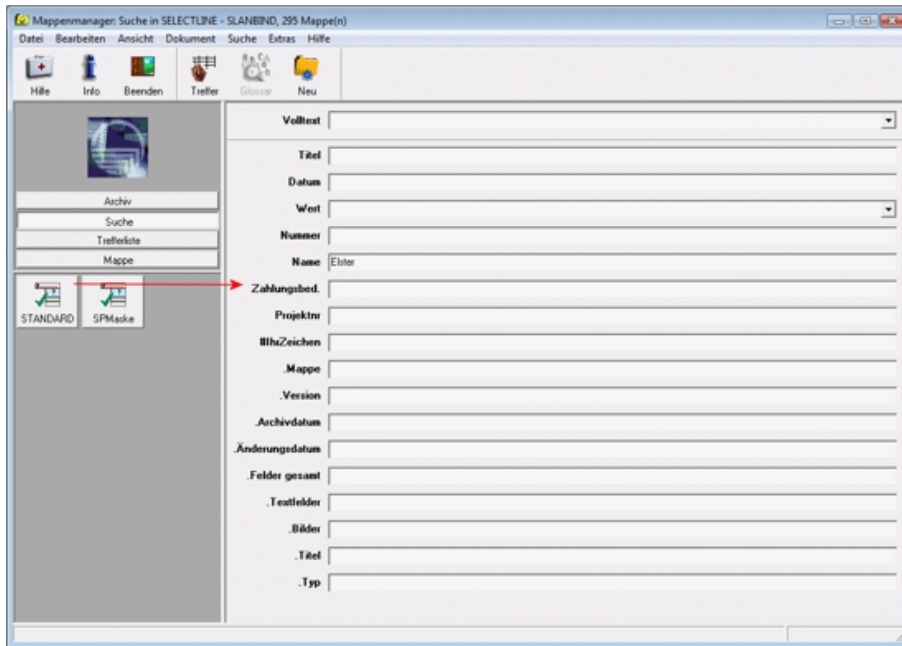 Mappenmanager: Suche in SELECTLINE - SLANBIND, 295 Mappe(n)
Datei Bearbeiten Ansicht Dokument Suche Extras Hilfe
Hilfe Info Beenden Treffer Glossar Neu
Volltext
Titel
Datum
Wert
Nummer
Name Elster
Zahlungsbed.
Projektnr
IIIhrZeichen
.Mappe
.Version
.Archivdatum
.Änderungsdatum
.Felder gesamt
.Textfelder
.Bilder
.Titel
.Typ
Archiv
Suche
Trefferliste
Mappe
STANDARD SPMaske